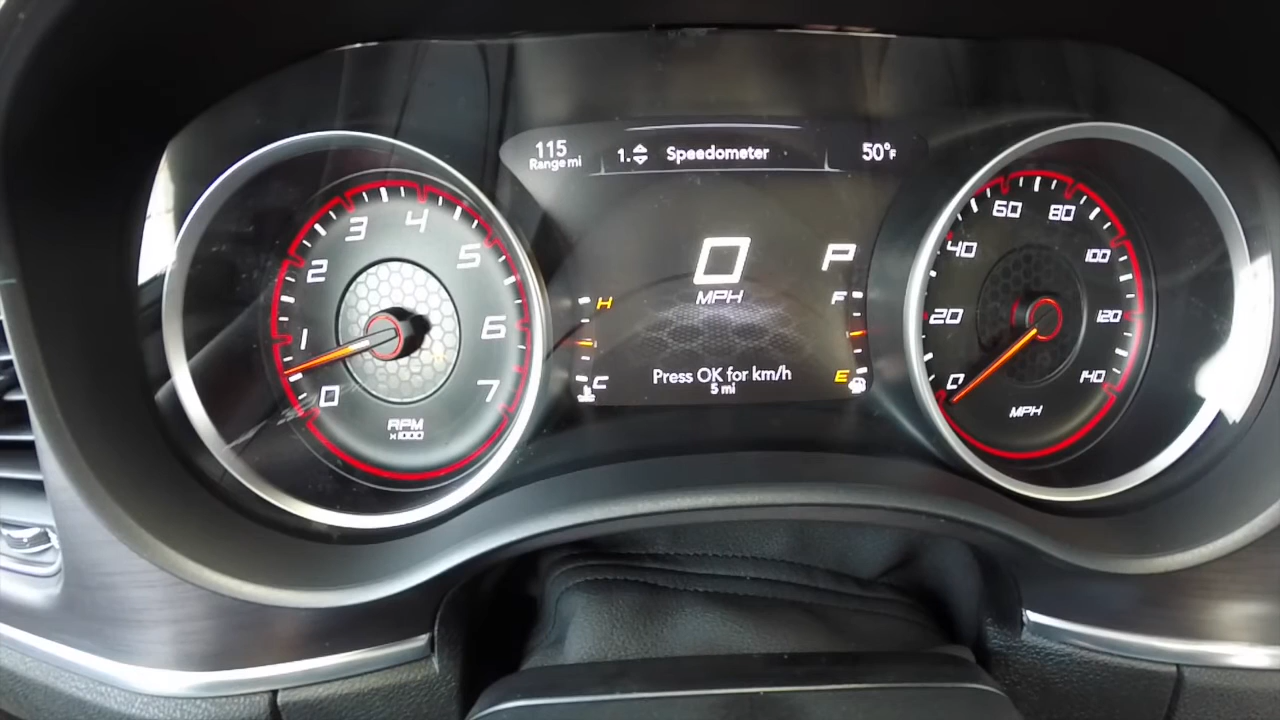 115
Range mi
1. Speedometer
50°F
0
MPH
P
H
C
F
E
Press OK for km/h
5 mi
0
1
2
3
4
5
6
7
RPM
x1000
0
20
40
60
80
100
120
140
MPH